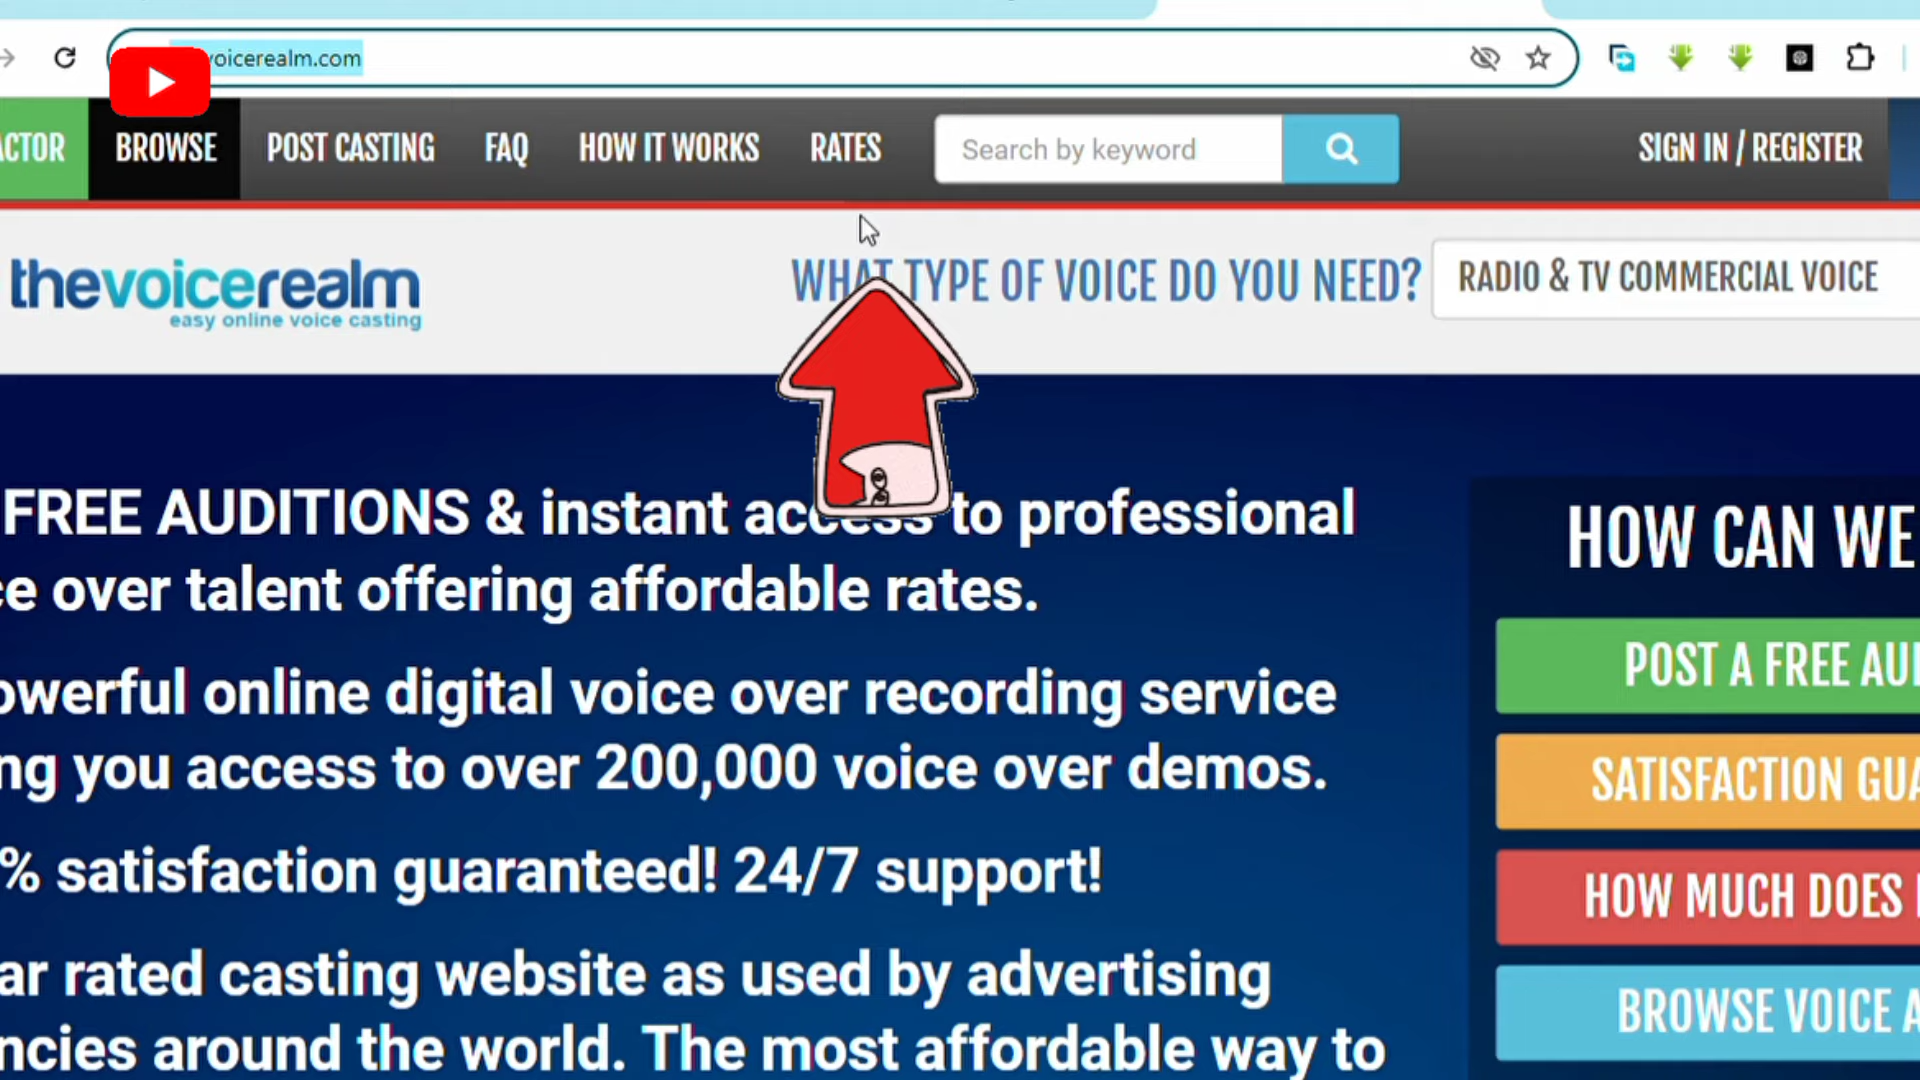 voicerealm.com
ACTOR BROWSE POST CASTING FAQ HOW IT WORKS RATES Search by keyword SIGN IN / REGISTER
thevoicerealm
easy online voice casting
WHAT TYPE OF VOICE DO YOU NEED? RADIO & TV COMMERCIAL VOICE
FREE AUDITIONS & instant access to professional
ce over talent offering affordable rates.
owerful online digital voice over recording service
ng you access to over 200,000 voice over demos.
% satisfaction guaranteed! 24/7 support!
ar rated casting website as used by advertising
ncies around the world. The most affordable way to
HOW CAN WE
POST A FREE AU
SATISFACTION GUA
HOW MUCH DOES
BROWSE VOICE A